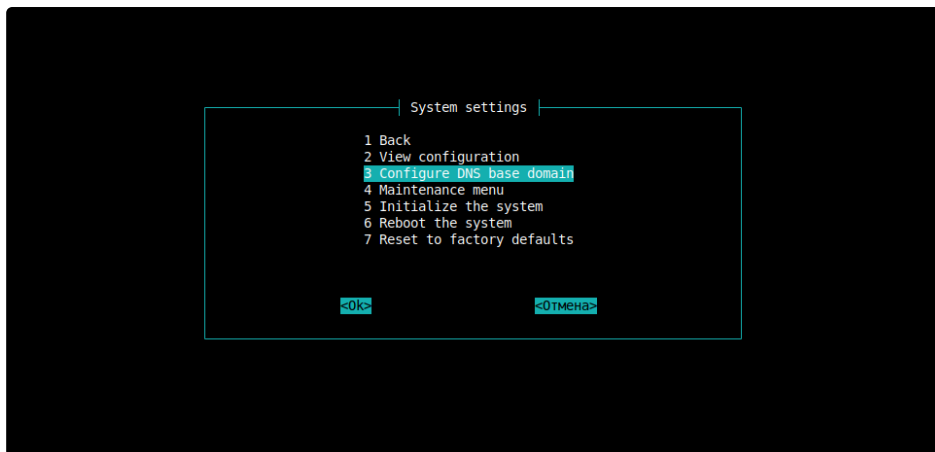 System settings
1 Back
2 View configuration
3 Configure DNS base domain
4 Maintenance menu
5 Initialize the system
6 Reboot the system
7 Reset to factory defaults
<Ok> <Отмена>